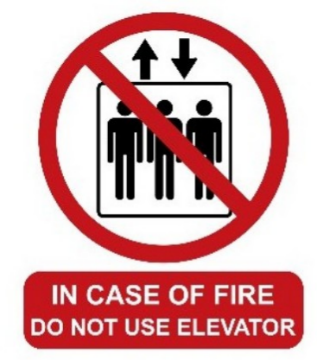 IN CASE OF FIRE
DO NOT USE ELEVATOR